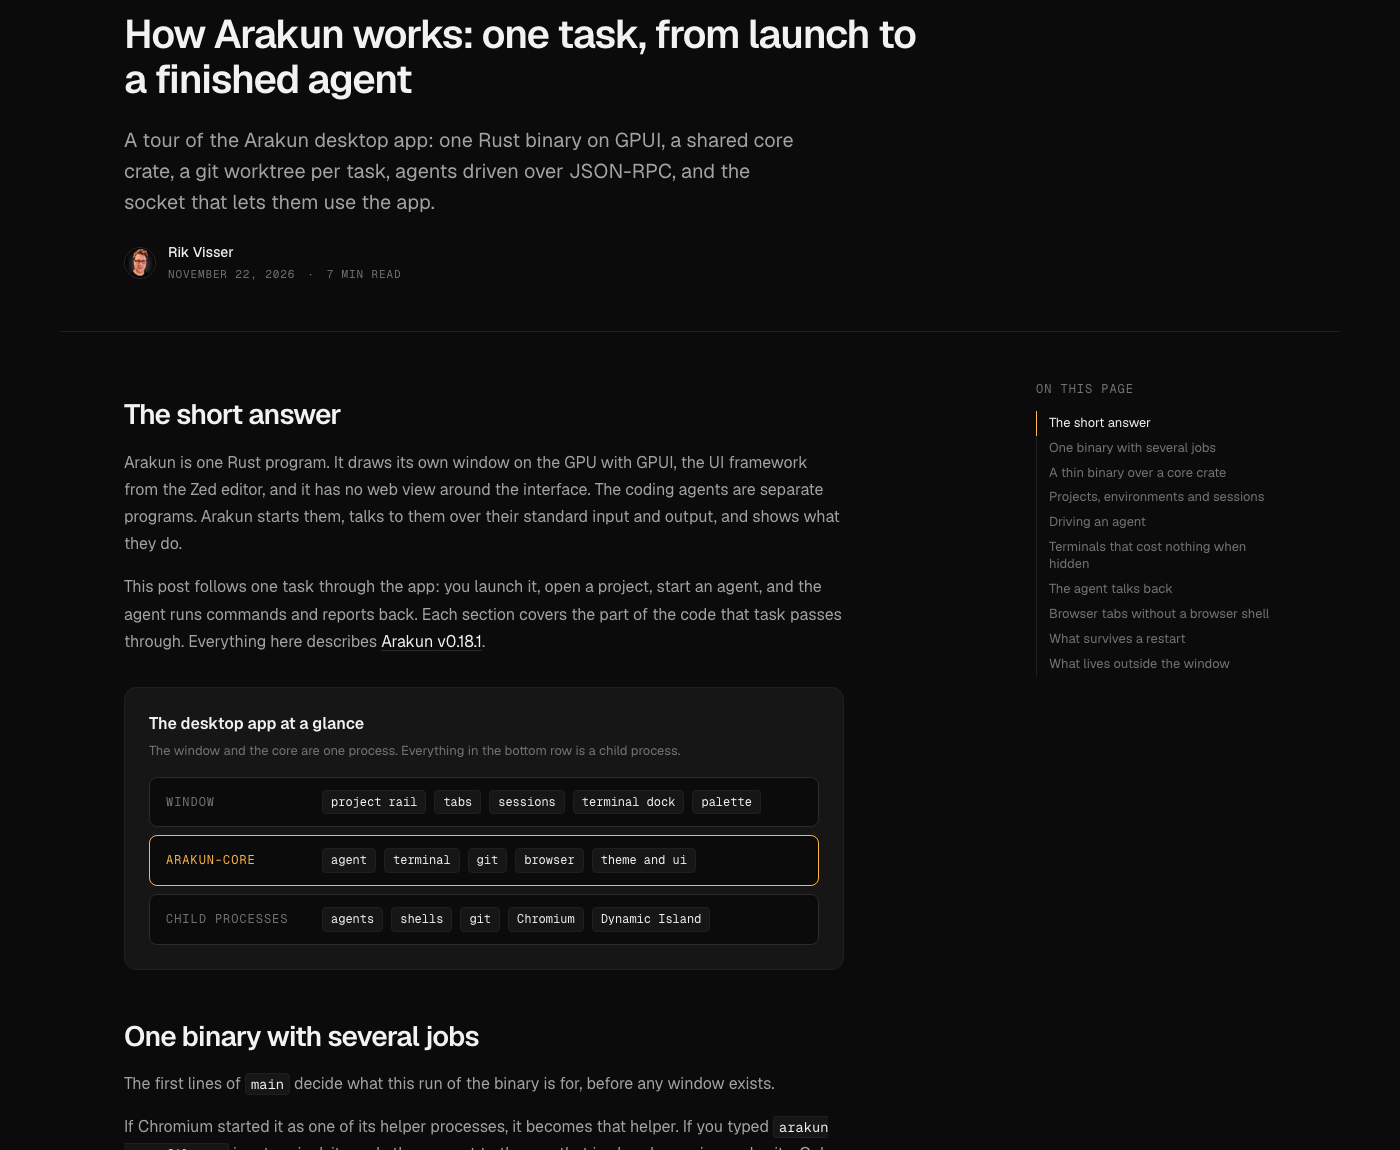 How Arakun works: one task, from launch to
a finished agent
A tour of the Arakun desktop app: one Rust binary on GPUI, a shared core
crate, a git worktree per task, agents driven over JSON-RPC, and the
socket that lets them use the app.
Rik Visser
NOVEMBER 22, 2026 · 7 MIN READ
The short answer
Arakun is one Rust program. It draws its own window on the GPU with GPUI, the UI framework
from the Zed editor, and it has no web view around the interface. The coding agents are separate
programs. Arakun starts them, talks to them over their standard input and output, and shows what
they do.
This post follows one task through the app: you launch it, open a project, start an agent, and the
agent runs commands and reports back. Each section covers the part of the code that task passes
through. Everything here describes Arakun v0.18.1.
The desktop app at a glance
The window and the core are one process. Everything in the bottom row is a child process.
WINDOW project rail tabs sessions terminal dock palette
ARAKUN-CORE agent terminal git browser theme and ui
CHILD PROCESSES agents shells git Chromium Dynamic Island
One binary with several jobs
The first lines of main decide what this run of the binary is for, before any window exists.
If Chromium started it as one of its helper processes, it becomes that helper. If you typed arakun
ON THIS PAGE
The short answer
One binary with several jobs
A thin binary over a core crate
Projects, environments and sessions
Driving an agent
Terminals that cost nothing when
hidden
The agent talks back
Browser tabs without a browser shell
What survives a restart
What lives outside the window